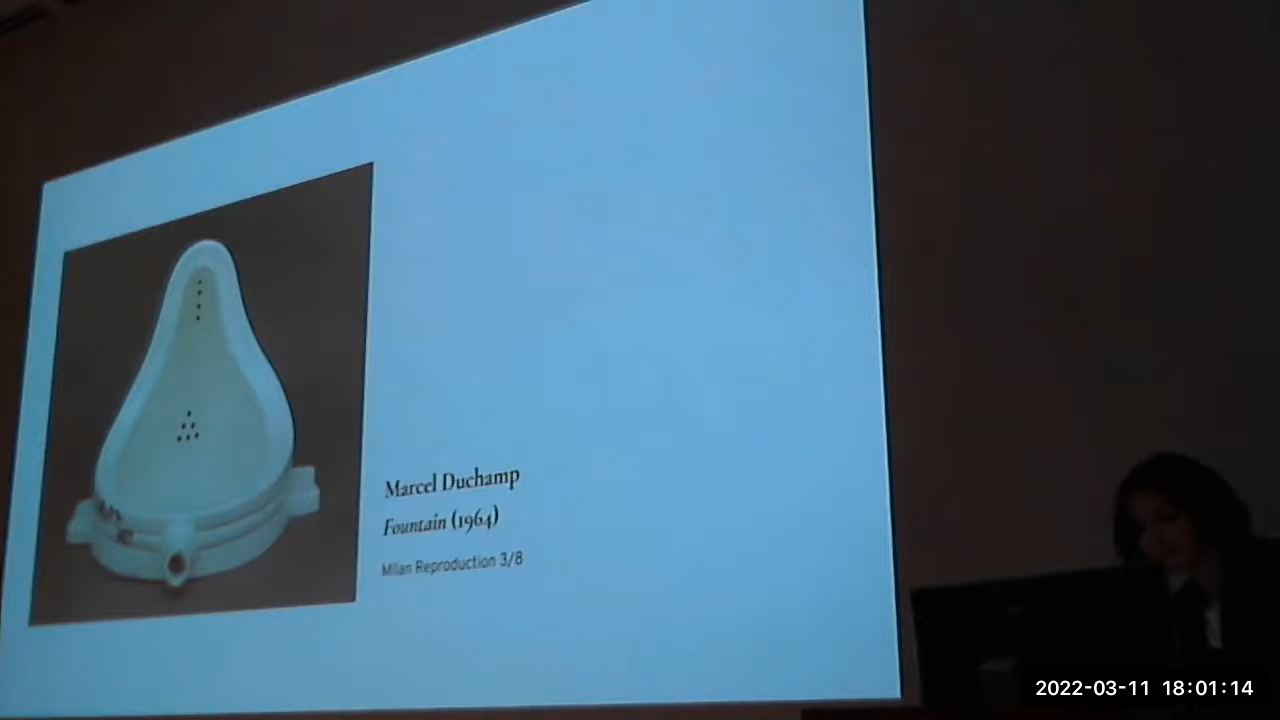 Marcel Duchamp
Fountain (1964)
Milan Reproduction 3/8
2022-03-11 18:01:14